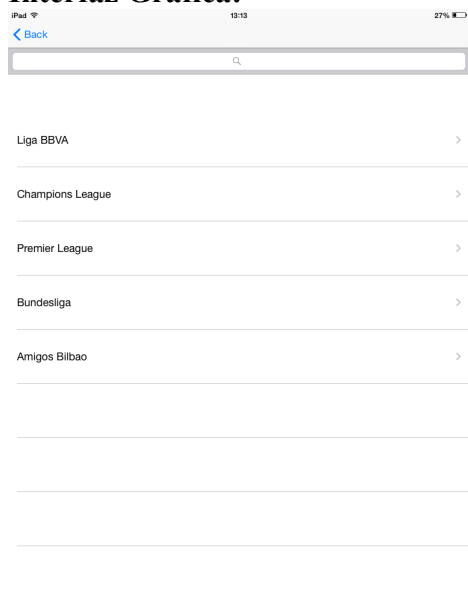 Interfaz Gráfica:
iPad 13:13 27%
Back
Liga BBVA
Champions League
Premier League
Bundesliga
Amigos Bilbao